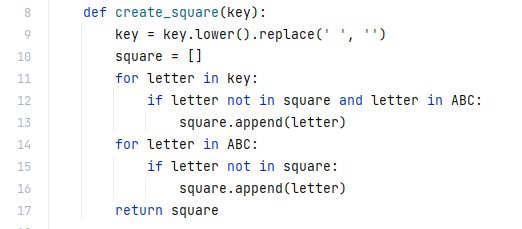 8 def create_square(key):
9 key = key.lower().replace(' ', '')
10 square = []
11 for letter in key:
12 if letter not in square and letter in ABC:
13 square.append(letter)
14 for letter in ABC:
15 if letter not in square:
16 square.append(letter)
17 return square